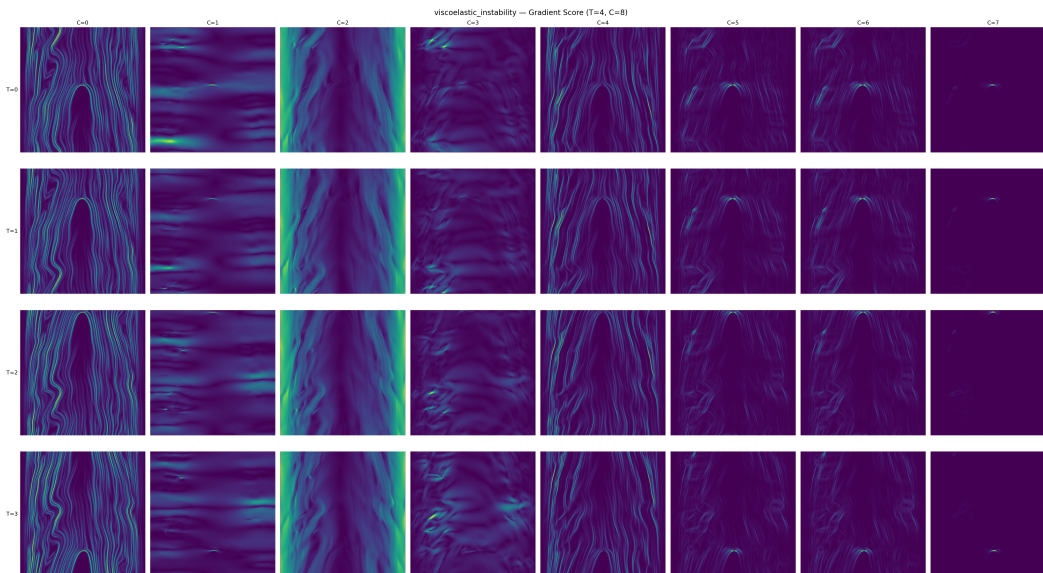 viscoelastic_instability — Gradient Score (T=4, C=8)
C=0 C=1 C=2 C=3 C=4 C=5 C=6 C=7
T=0
T=1
T=2
T=3